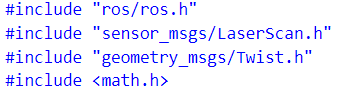 #include "ros/ros.h"
#include "sensor_msgs/LaserScan.h"
#include "geometry_msgs/Twist.h"
#include <math.h>